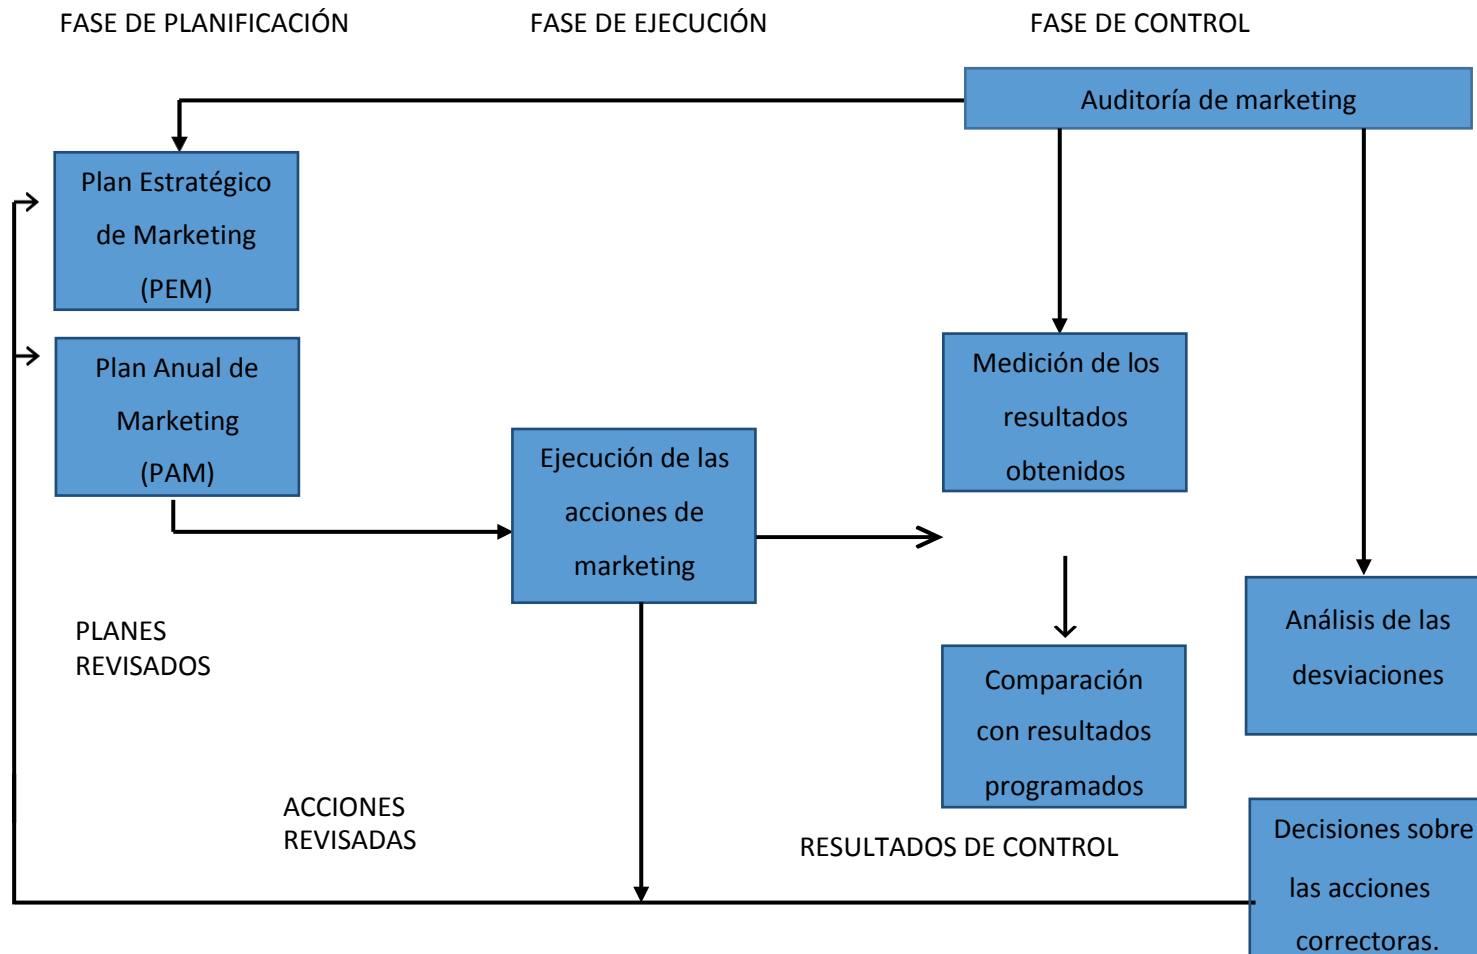 FASE DE PLANIFICACIÓN
FASE DE EJECUCIÓN
FASE DE CONTROL
Auditoría de marketing
Plan Estratégico
de Marketing
(PEM)
Plan Anual de
Marketing
(PAM)
Ejecución de las
acciones de
marketing
Medición de los
resultados
obtenidos
Comparación
con resultados
programados
Análisis de las
desviaciones
PLANES
REVISADOS
ACCIONES
REVISADAS
RESULTADOS DE CONTROL
Decisiones sobre
las acciones
correctoras.